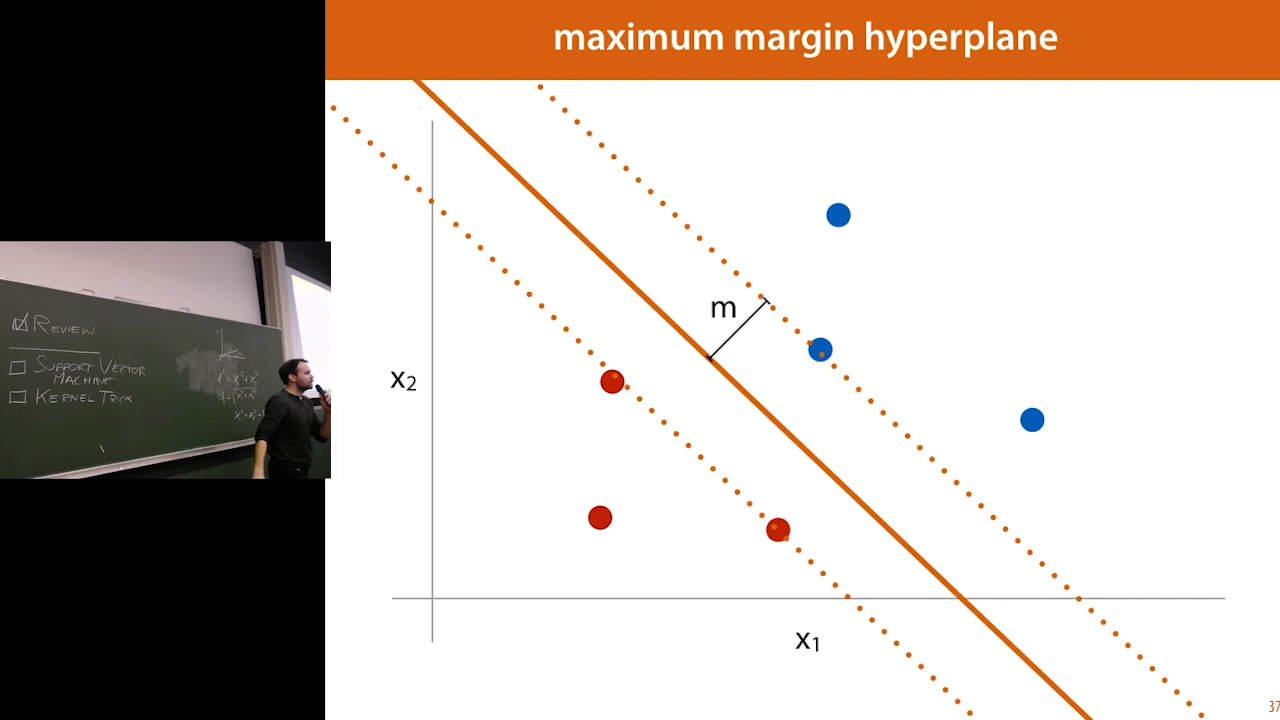 maximum margin hyperplane
m
x₂
x₁
37
REVIEW
SUPPORT VECTOR
MACHINE
KERNEL TRICK